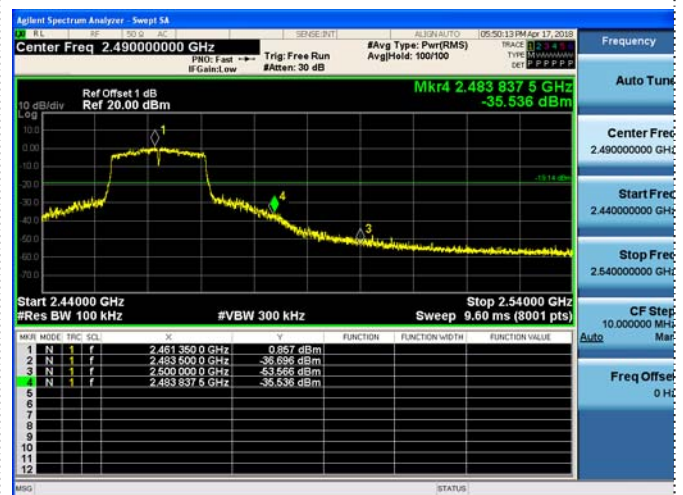 Agilent Spectrum Analyzer - Swept SA
RL RF 50 Ω AC SENSE:INT ALIGN AUTO 05:50:13 PM Apr 17, 2018
Center Freq 2.490000000 GHz #Avg Type: Pwr(RMS) TRACE 1 2 3 4 5 6
PNO: Fast Trig: Free Run Avg|Hold: 100/100 TYPE M
IFGain:Low #Atten: 30 dB DET P P P P P P
Frequency
Auto Tune
Center Freq
2.490000000 GHz
Start Freq
2.440000000 GHz
Stop Freq
2.540000000 GHz
CF Step
10.000000 MHz
Auto Man
Freq Offset
0 Hz
Mkr4 2.483 837 5 GHz
-35.536 dBm
Ref Offset 1 dB
10 dB/div Ref 20.00 dBm
Log
10.0
0.00
-10.0
-20.0
-30.0
-40.0
-50.0
-60.0
-70.0
1
4
3
-19.14 dBm
Start 2.44000 GHz Stop 2.54000 GHz
#Res BW 100 kHz #VBW 300 kHz Sweep 9.60 ms (8001 pts)
MKR MODE TRC SCL X Y FUNCTION FUNCTION WIDTH FUNCTION VALUE
1 N 1 f 2.461 350 0 GHz 0.857 dBm
2 N 1 f 2.483 500 0 GHz -36.696 dBm
3 N 1 f 2.500 000 0 GHz -53.566 dBm
4 N 1 f 2.483 837 5 GHz -35.536 dBm
5
6
7
8
9
10
11
12
MSG STATUS